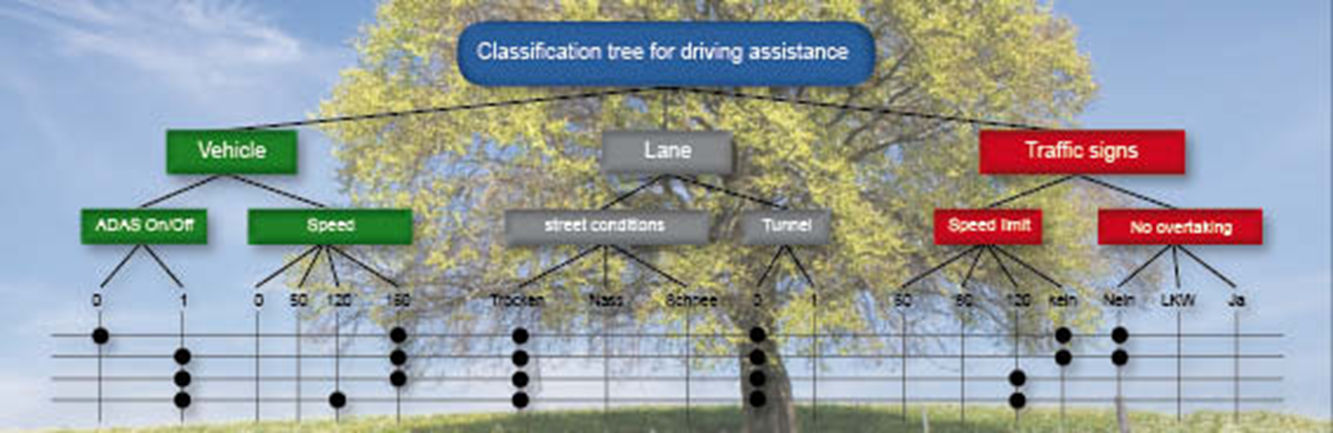 Classification tree for driving assistance
Vehicle Lane Traffic signs
ADAS On/Off Speed street conditions Tunnel Speed limit No overtaking
0 1 0 50 120 160 Trocken Nass Schnee 0 1 60 80 120 kein Nein LKW Ja